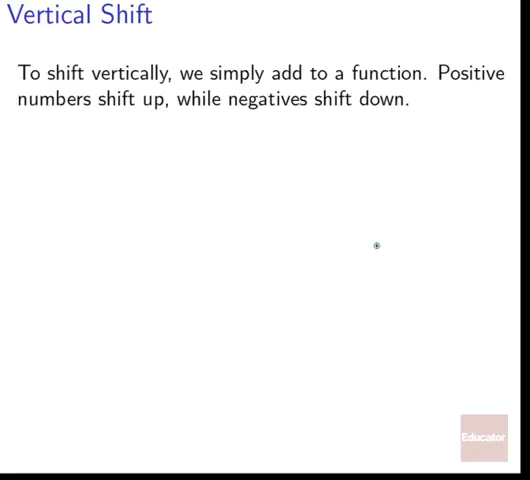 Vertical Shift
To shift vertically, we simply add to a function. Positive
numbers shift up, while negatives shift down.
Educator